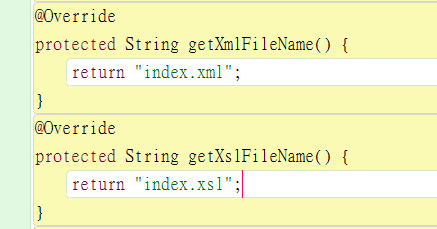 @Override
protected String getXmlFileName() {
return "index.xml";
}
@Override
protected String getXslFileName() {
return "index.xsl";
}